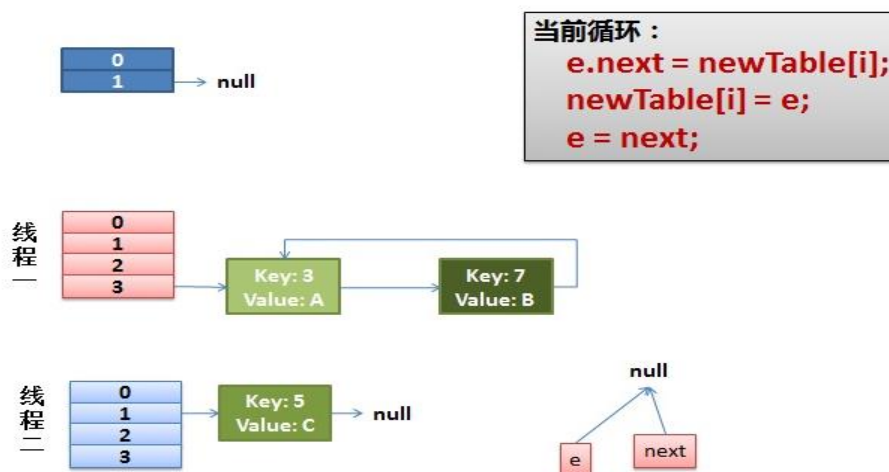 当前循环：
e.next = newTable[i];
newTable[i] = e;
e = next;
0
1
null
线程一
0
1
2
3
Key: 3
Value: A
Key: 7
Value: B
线程二
0
1
2
3
Key: 5
Value: C
null
null
e
next